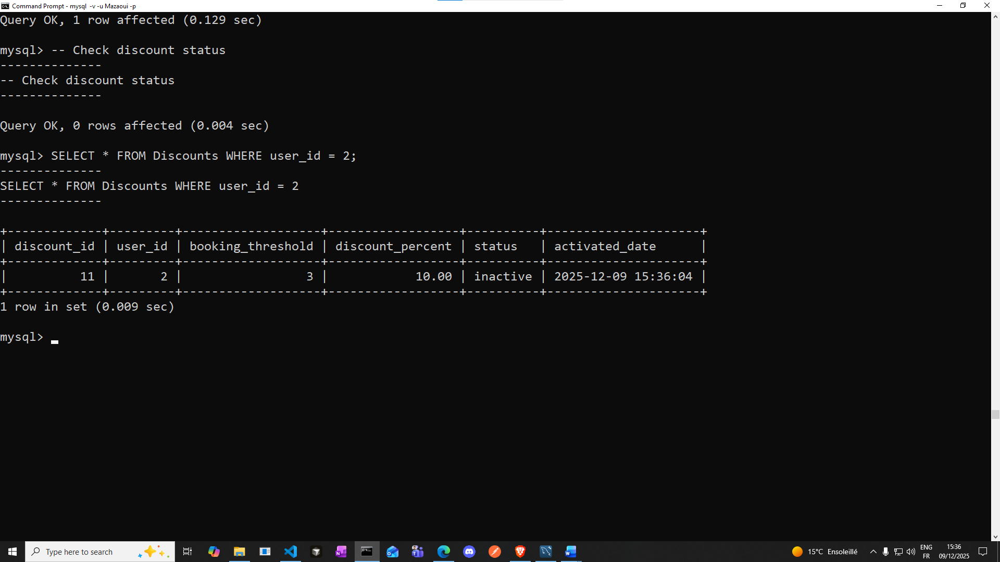 Command Prompt - mysql  -v -u Mazaoui -p
Query OK, 1 row affected (0.129 sec)
mysql> -- Check discount status
--------------
-- Check discount status
--------------
Query OK, 0 rows affected (0.004 sec)
mysql> SELECT * FROM Discounts WHERE user_id = 2;
--------------
SELECT * FROM Discounts WHERE user_id = 2
--------------
+-------------+---------+-------------------+------------------+----------+---------------------+
| discount_id | user_id | booking_threshold | discount_percent | status   | activated_date      |
+-------------+---------+-------------------+------------------+----------+---------------------+
|          11 |       2 |                 3 |            10.00 | inactive | 2025-12-09 15:36:04 |
+-------------+---------+-------------------+------------------+----------+---------------------+
1 row in set (0.009 sec)
mysql>
Type here to search
15°C Ensoleillé
ENG
FR
15:36
09/12/2025